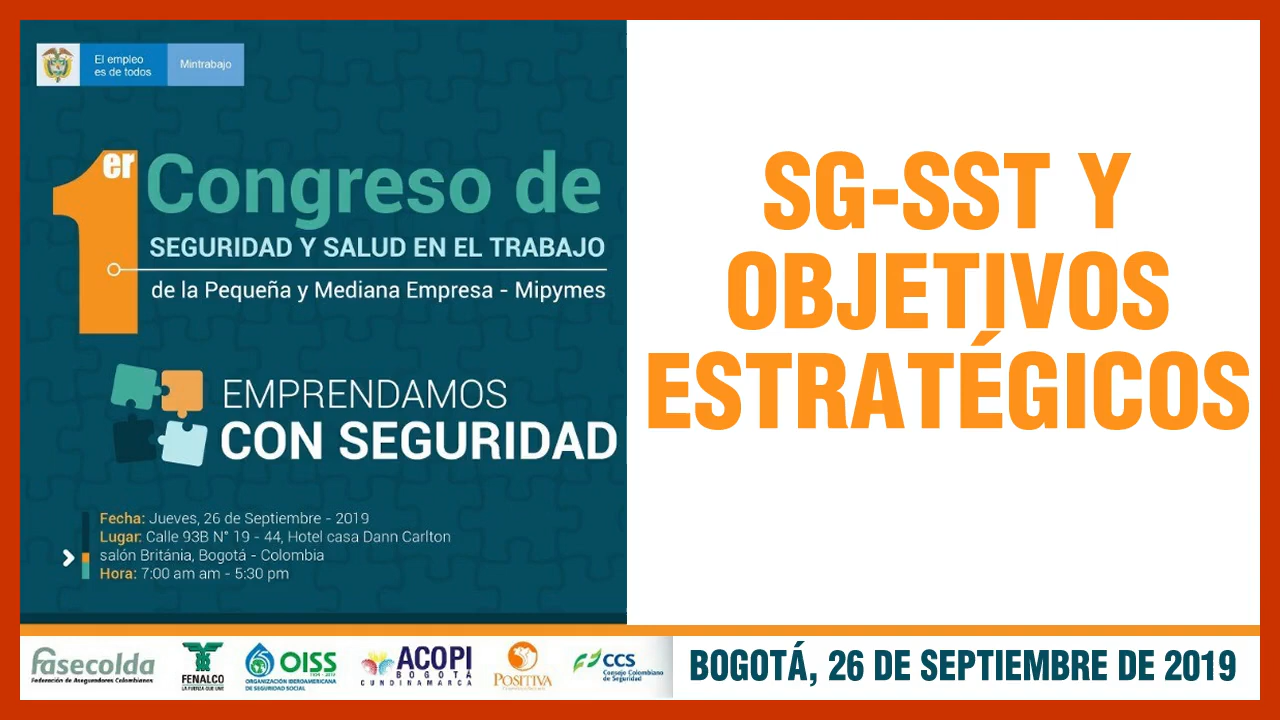 El empleo
es de todos
Mintrabajo
1er
Congreso de
SEGURIDAD Y SALUD EN EL TRABAJO
de la Pequeña y Mediana Empresa - Mipymes
EMPRENDAMOS
CON SEGURIDAD
Fecha: Jueves, 26 de Septiembre - 2019
Lugar: Calle 93B N° 19 - 44, Hotel casa Dann Carlton
salón Británia, Bogotá - Colombia
Hora: 7:00 am am - 5:30 pm
SG-SST Y
OBJETIVOS
ESTRATÉGICOS
fasecolda
Federación de Aseguradores Colombianos
FENALCO
LA FUERZA QUE UNE
OISS
ORGANIZACIÓN IBEROAMERICANA
DE SEGURIDAD SOCIAL
ACOPI
BOGOTÁ
CUNDINAMARCA
POSITIVA
CCS
Consejo Colombiano
de Seguridad
BOGOTÁ, 26 DE SEPTIEMBRE DE 2019